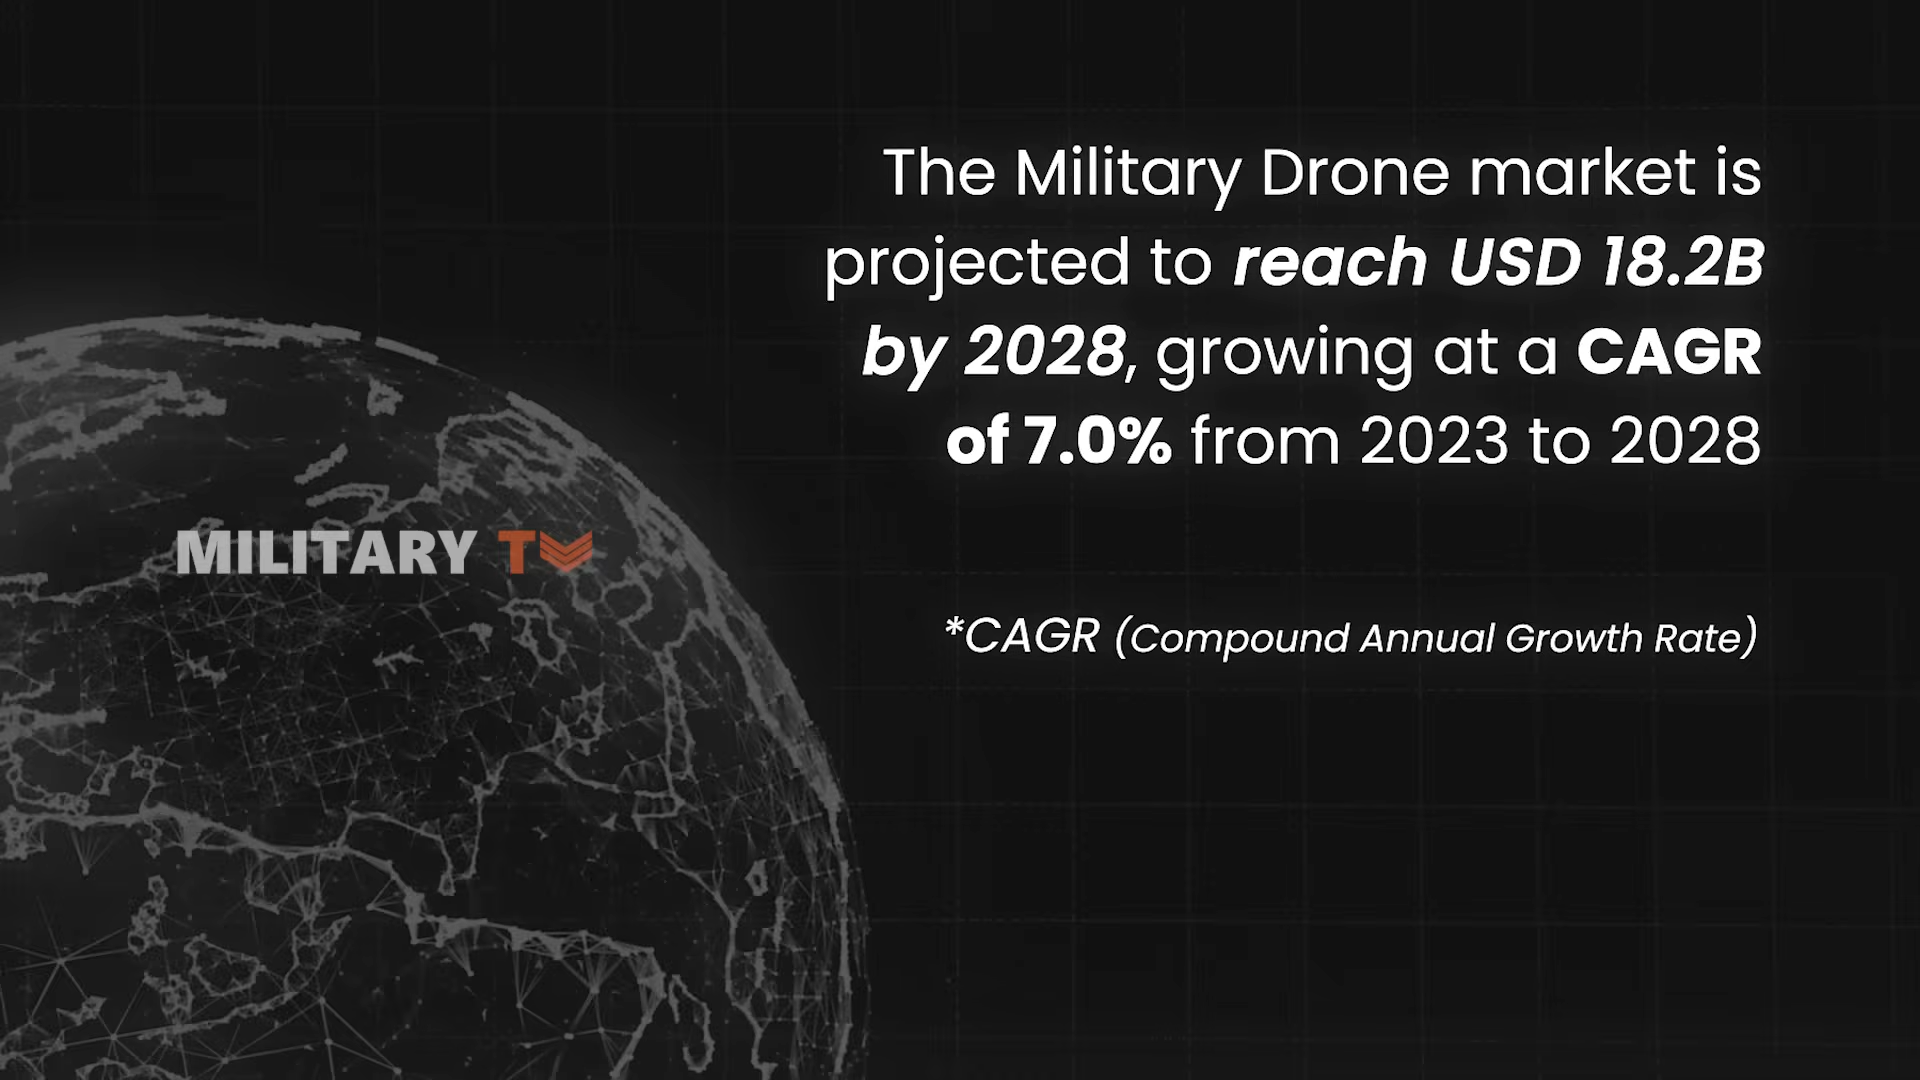 The Military Drone market is
projected to reach USD 18.2B
by 2028, growing at a CAGR
of 7.0% from 2023 to 2028
MILITARY TV
*CAGR (Compound Annual Growth Rate)